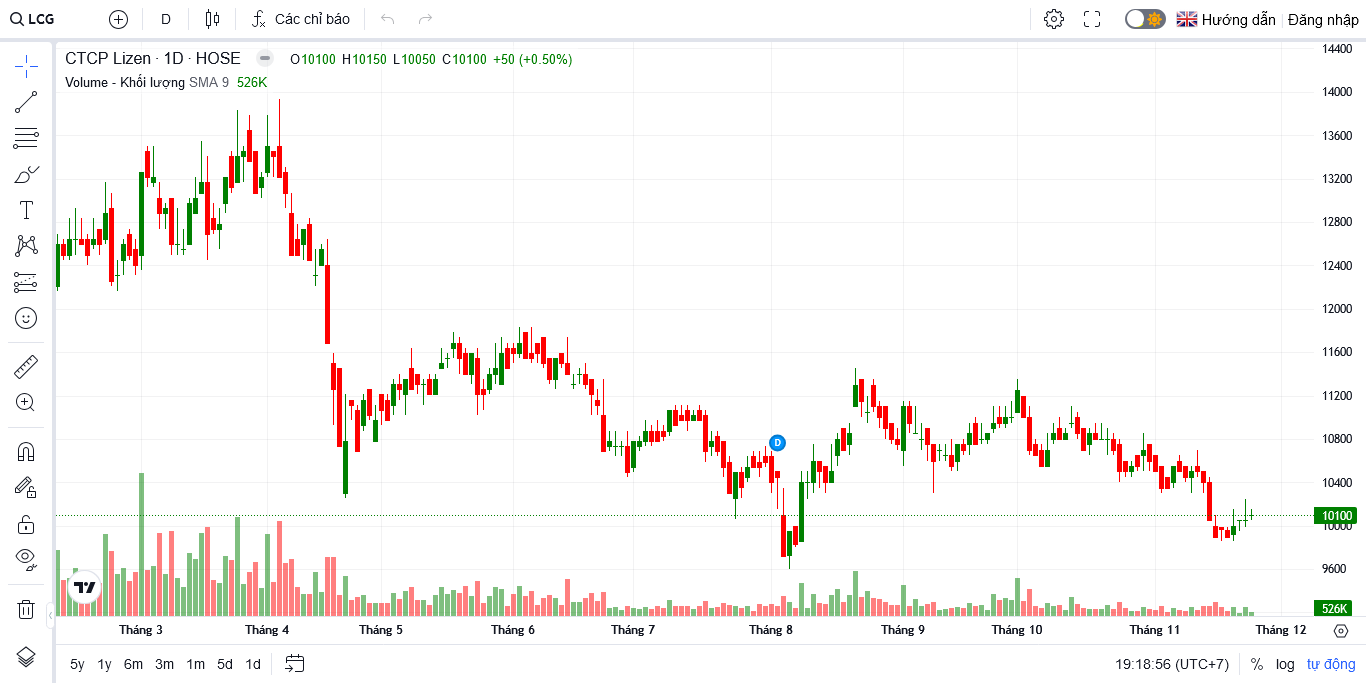 LCG D Các chỉ báo Hướng dẫn Đăng nhập
CTCP Lizen · 1D · HOSE O10100 H10150 L10050 C10100 +50 (+0.50%)
Volume - Khối lượng SMA 9 526K
14400
14000
13600
13200
12800
12400
12000
11600
11200
10800
D
10400
10100
10000
9600
526K
Tháng 3 Tháng 4 Tháng 5 Tháng 6 Tháng 7 Tháng 8 Tháng 9 Tháng 10 Tháng 11 Tháng 12
5y 1y 6m 3m 1m 5d 1d 19:18:56 (UTC+7) % log tự động